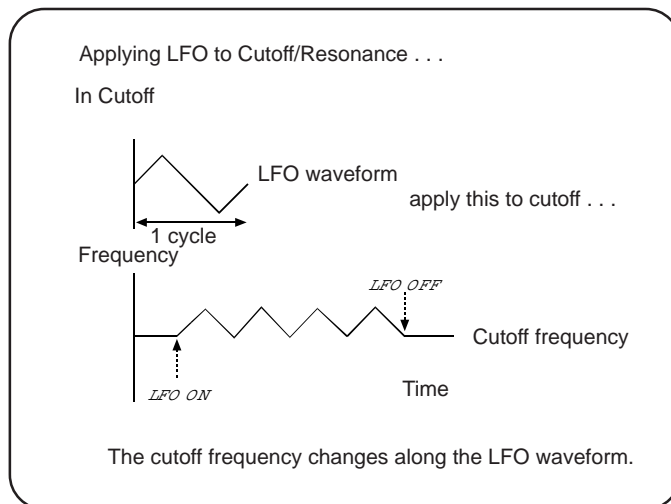 Applying LFO to Cutoff/Resonance . . .
In Cutoff
LFO waveform
apply this to cutoff . . .
1 cycle
Frequency
LFO OFF
Cutoff frequency
LFO ON
Time
The cutoff frequency changes along the LFO waveform.